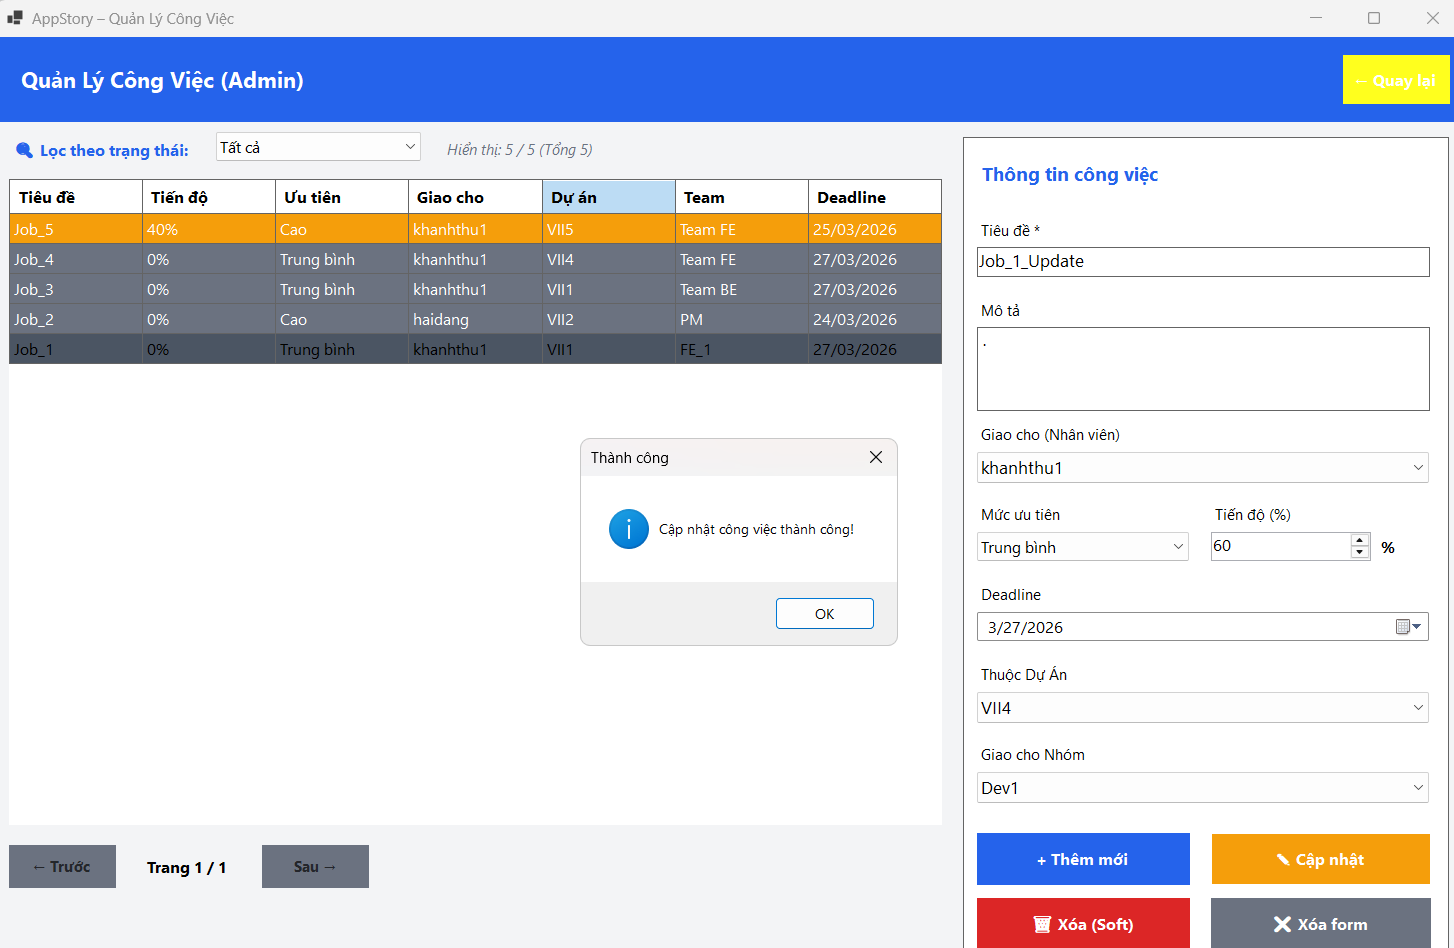 AppStory – Quản Lý Công Việc
Quản Lý Công Việc (Admin)
← Quay lại
Lọc theo trạng thái:
Tất cả
Hiển thị: 5 / 5 (Tổng 5)
Tiêu đề Tiến độ Ưu tiên Giao cho Dự án Team Deadline
Job_5 40% Cao khanhthu1 VII5 Team FE 25/03/2026
Job_4 0% Trung bình khanhthu1 VII4 Team FE 27/03/2026
Job_3 0% Trung bình khanhthu1 VII1 Team BE 27/03/2026
Job_2 0% Cao haidang VII2 PM 24/03/2026
Job_1 0% Trung bình khanhthu1 VII1 FE_1 27/03/2026
Thành công
Cập nhật công việc thành công!
OK
← Trước
Trang 1 / 1
Sau →
Thông tin công việc
Tiêu đề *
Job_1_Update
Mô tả
.
Giao cho (Nhân viên)
khanhthu1
Mức ưu tiên Tiến độ (%)
Trung bình 60 %
Deadline
3/27/2026
Thuộc Dự Án
VII4
Giao cho Nhóm
Dev1
+ Thêm mới
Cập nhật
Xóa (Soft)
Xóa form